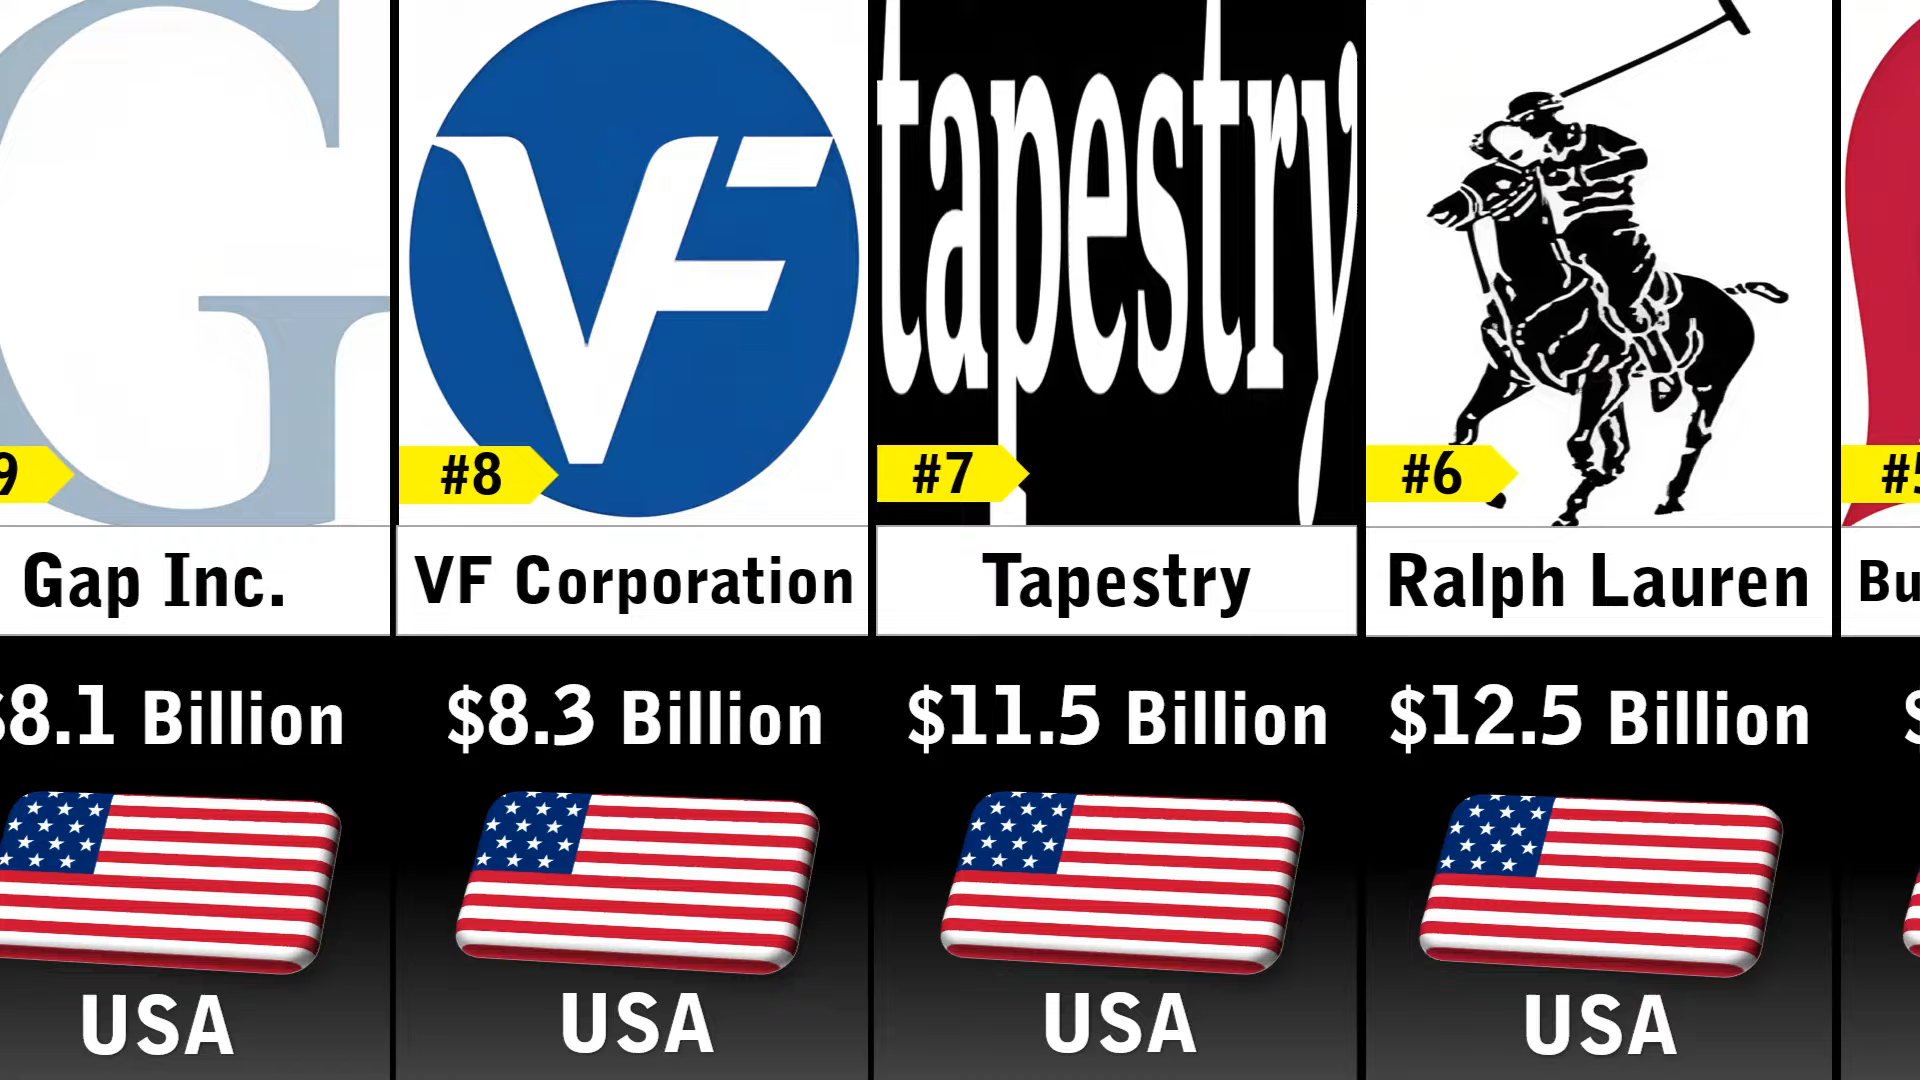 G
VF
tapestry
9
#8
#7
#6
#5
Gap Inc.
VF Corporation
Tapestry
Ralph Lauren
Bu
$8.1 Billion
$8.3 Billion
$11.5 Billion
$12.5 Billion
$
USA
USA
USA
USA